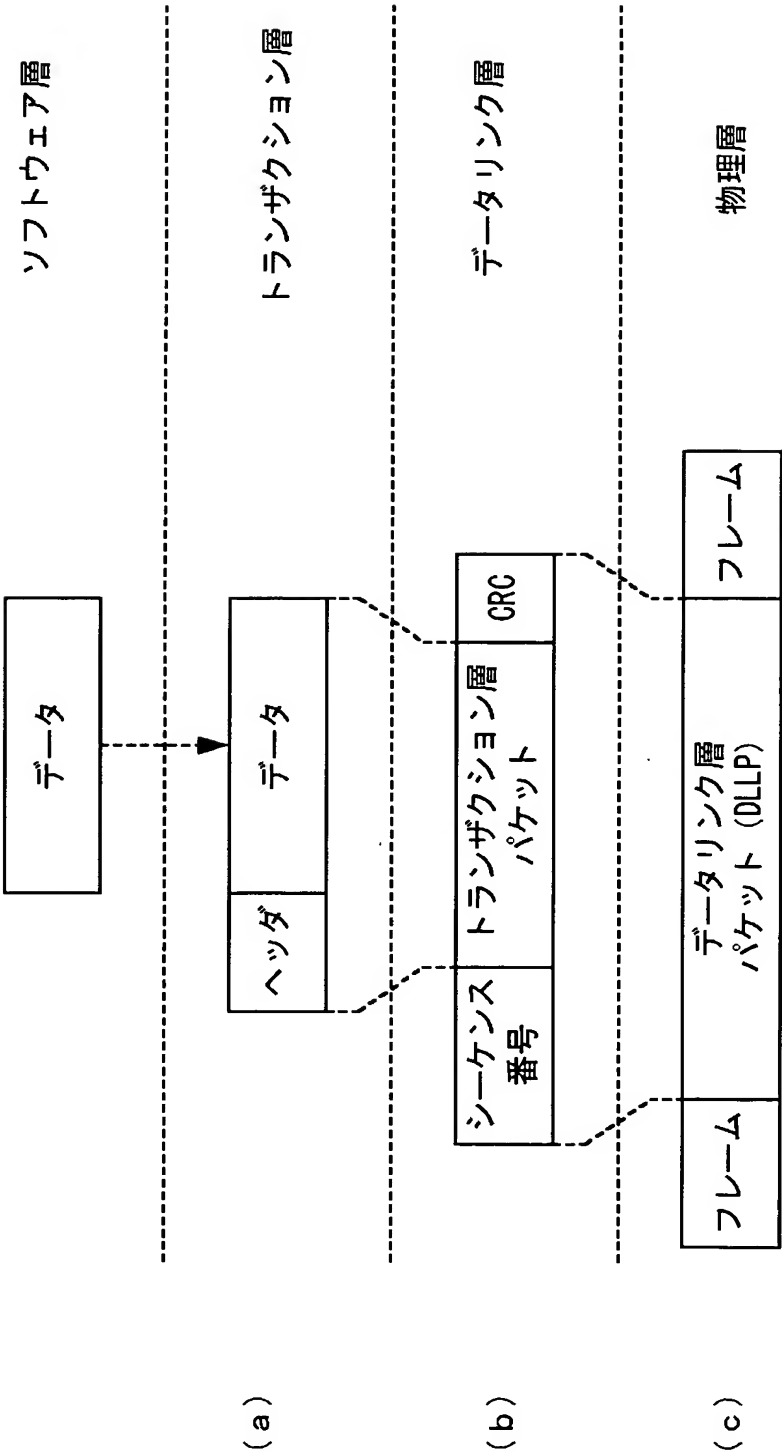 データ
ソフトウェア層
(a)
ヘッダ
データ
トランザクション層
(b)
シーケンス
番号
トランザクション層
パケット
CRC
データリンク層
(c)
フレーム
データリンク層
パケット (DLLP)
フレーム
物理層